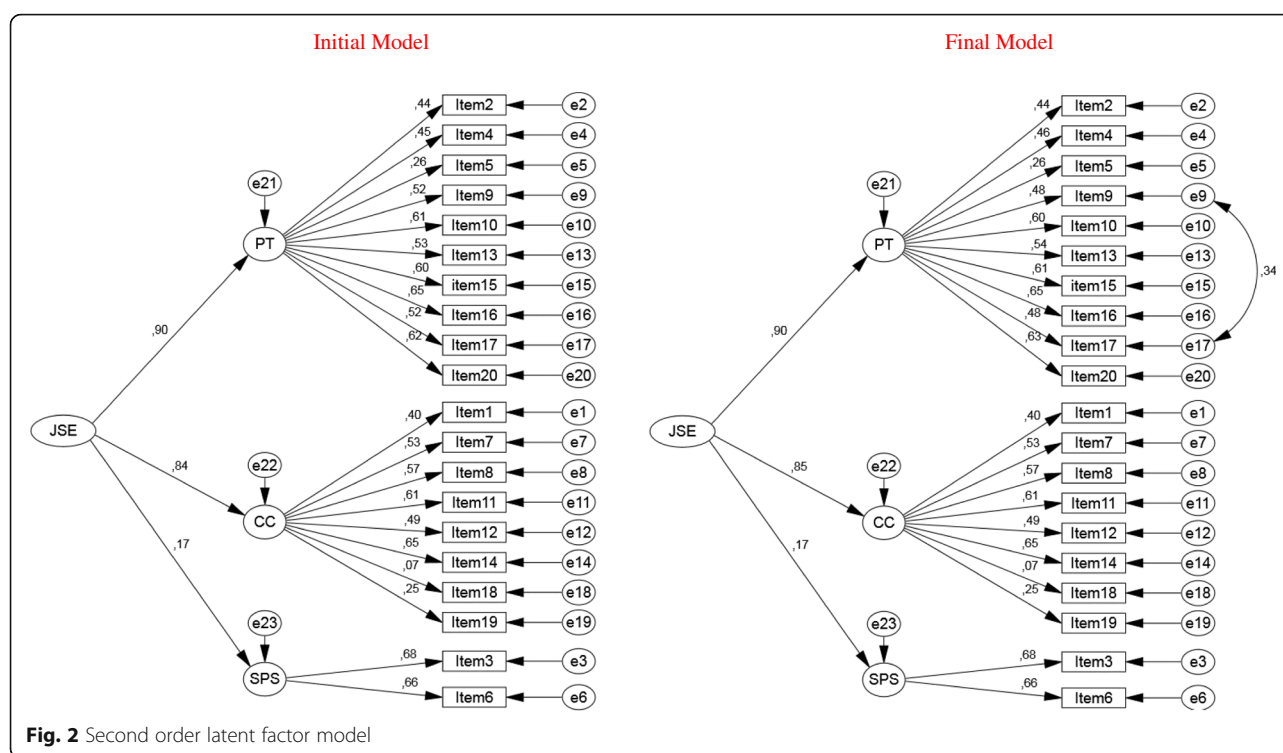 Initial Model
,44 Item2 e2
,45 Item4 e4
,26 Item5 e5
,52 Item9 e9
,61 Item10 e10
,53 Item13 e13
,60 item15 e15
,65 Item16 e16
,52 Item17 e17
,62 Item20 e20
e21
PT
,90
JSE
,84
,17
e22
CC
,40 Item1 e1
,53 Item7 e7
,57 Item8 e8
,61 Item11 e11
,49 Item12 e12
,65 Item14 e14
,07 Item18 e18
,25 Item19 e19
e23
SPS
,68 Item3 e3
,66 Item6 e6
Final Model
,44 Item2 e2
,46 Item4 e4
,26 Item5 e5
,48 Item9 e9
,60 Item10 e10
,54 Item13 e13
,61 item15 e15
,65 Item16 e16
,48 Item17 e17
,63 Item20 e20
,34
e21
PT
,90
JSE
,85
,17
e22
CC
,40 Item1 e1
,53 Item7 e7
,57 Item8 e8
,61 Item11 e11
,49 Item12 e12
,65 Item14 e14
,07 Item18 e18
,25 Item19 e19
e23
SPS
,68 Item3 e3
,66 Item6 e6
Fig. 2 Second order latent factor model